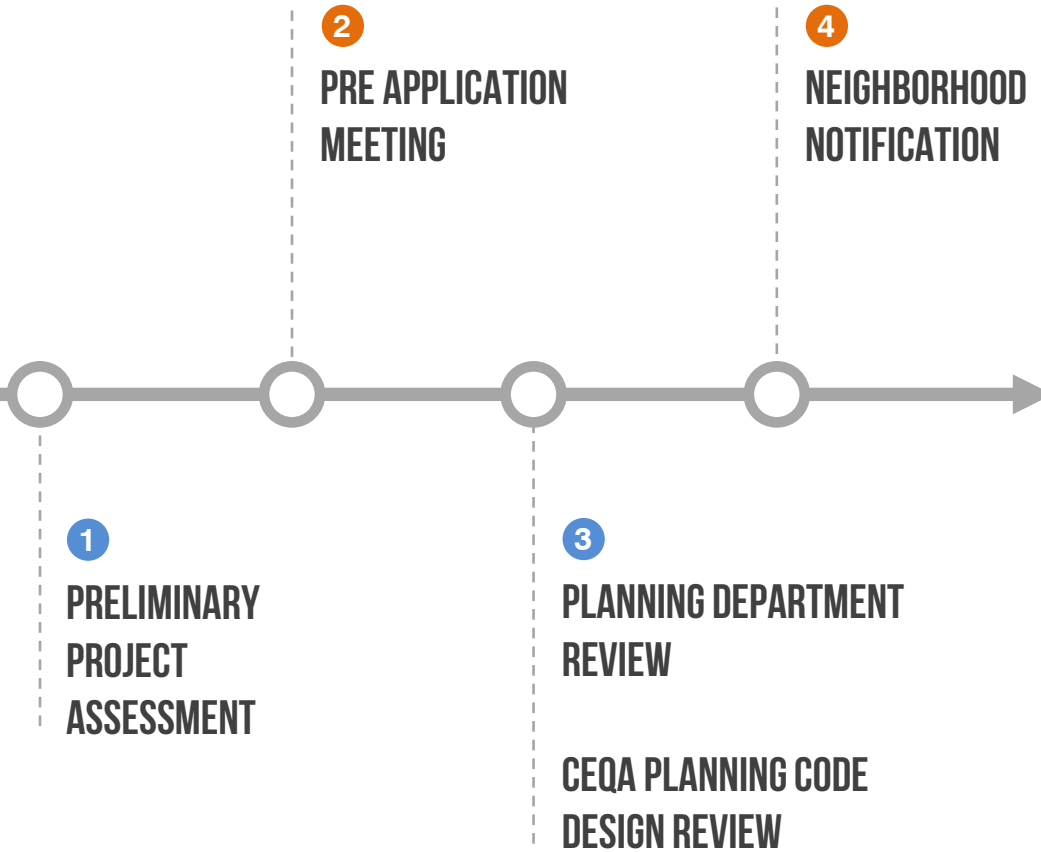 2
PRE APPLICATION
MEETING
4
NEIGHBORHOOD
NOTIFICATION
1
PRELIMINARY
PROJECT
ASSESSMENT
3
PLANNING DEPARTMENT
REVIEW
CEQA PLANNING CODE
DESIGN REVIEW